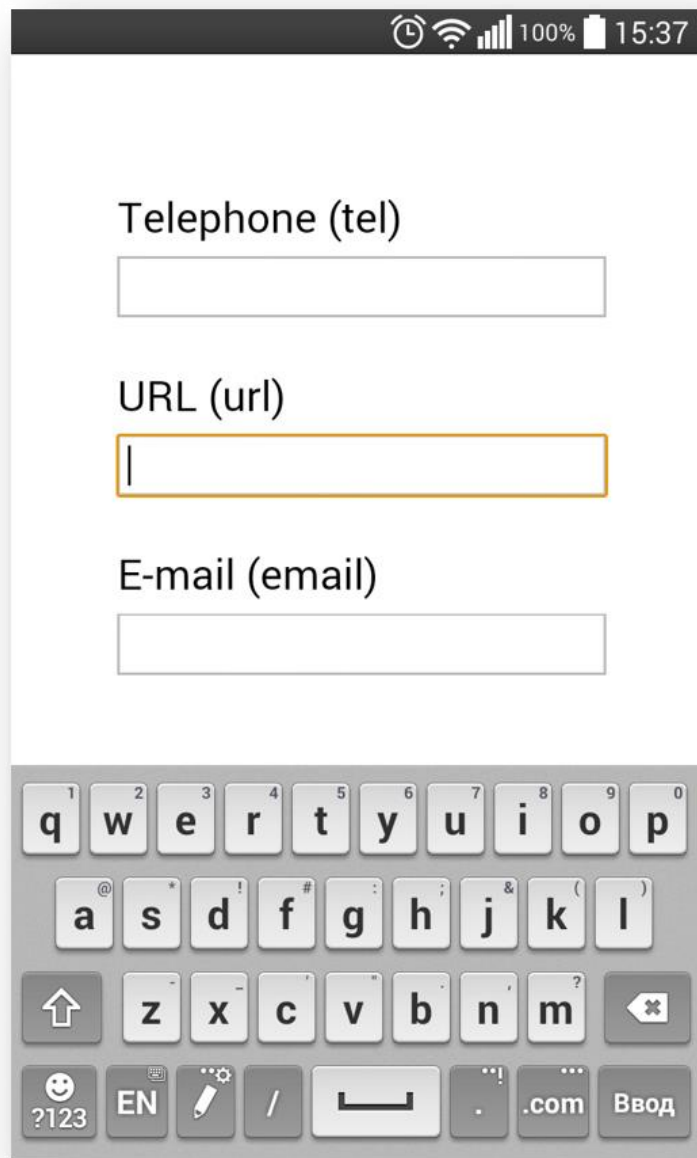 100% 15:37
Telephone (tel)
URL (url)
E-mail (email)
1 2 3 4 5 6 7 8 9 0
q w e r t y u i o p
@ * ! # : ; & ( )
a s d f g h j k l
- _ ' " . , ?
z x c v b n m
?123 EN / . ! .com Ввод